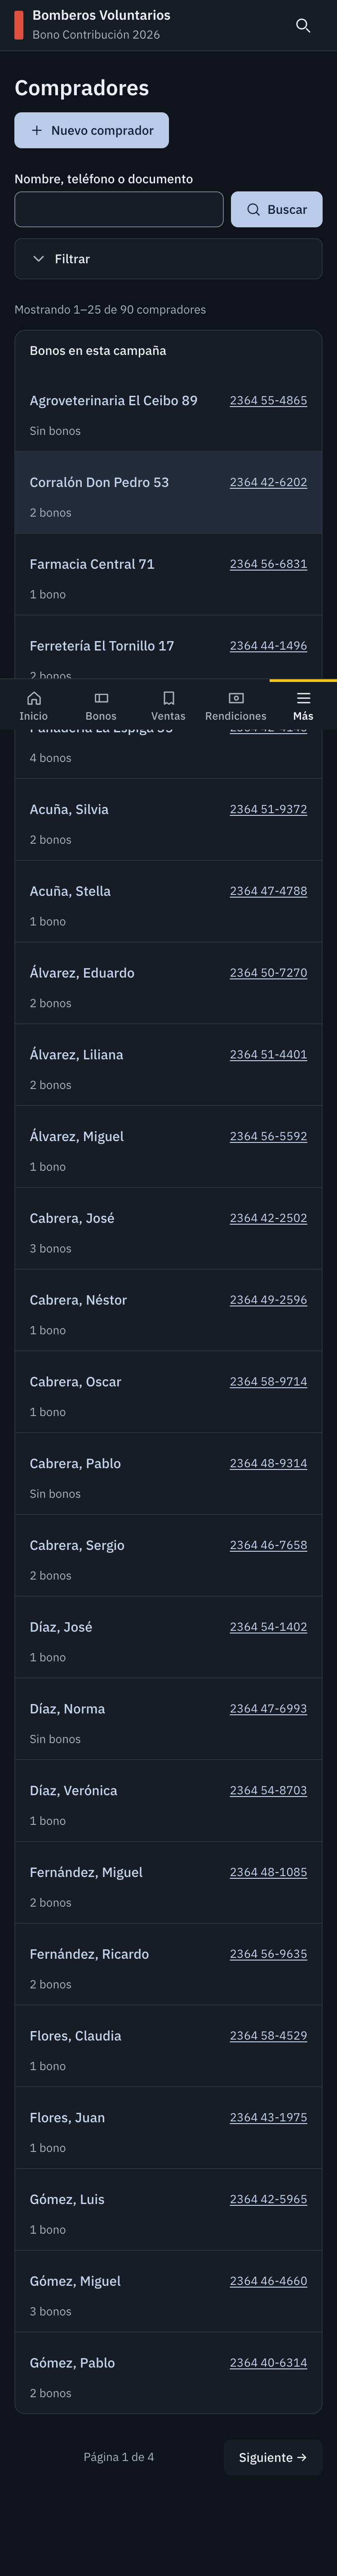 Bomberos Voluntarios
Bono Contribución 2026
Compradores
Nuevo comprador
Nombre, teléfono o documento
Buscar
Filtrar
Mostrando 1–25 de 90 compradores
Bonos en esta campaña
Agroveterinaria El Ceibo 89 2364 55-4865
Sin bonos
Corralón Don Pedro 53 2364 42-6202
2 bonos
Farmacia Central 71 2364 56-6831
1 bono
Ferretería El Tornillo 17 2364 44-1496
2 bonos
Inicio Bonos Ventas Rendiciones Más
Panadería La Espiga
4 bonos
Acuña, Silvia 2364 51-9372
2 bonos
Acuña, Stella 2364 47-4788
1 bono
Álvarez, Eduardo 2364 50-7270
2 bonos
Álvarez, Liliana 2364 51-4401
2 bonos
Álvarez, Miguel 2364 56-5592
1 bono
Cabrera, José 2364 42-2502
3 bonos
Cabrera, Néstor 2364 49-2596
1 bono
Cabrera, Oscar 2364 58-9714
1 bono
Cabrera, Pablo 2364 48-9314
Sin bonos
Cabrera, Sergio 2364 46-7658
2 bonos
Díaz, José 2364 54-1402
1 bono
Díaz, Norma 2364 47-6993
Sin bonos
Díaz, Verónica 2364 54-8703
1 bono
Fernández, Miguel 2364 48-1085
2 bonos
Fernández, Ricardo 2364 56-9635
2 bonos
Flores, Claudia 2364 58-4529
1 bono
Flores, Juan 2364 43-1975
1 bono
Gómez, Luis 2364 42-5965
1 bono
Gómez, Miguel 2364 46-4660
3 bonos
Gómez, Pablo 2364 40-6314
2 bonos
Página 1 de 4
Siguiente →